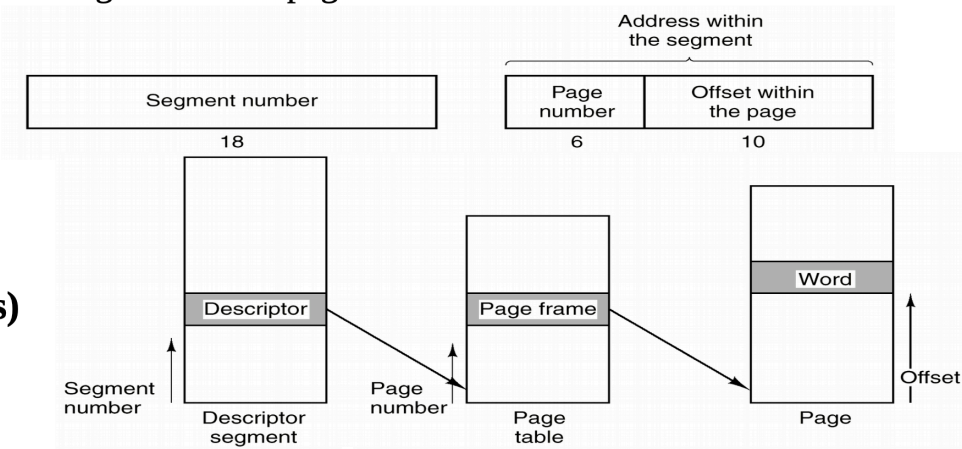 Address within
the segment
Segment number
Page
number
Offset within
the page
18
6
10
Descriptor
Page frame
Word
s)
Segment
number
Page
number
Offset
Descriptor
segment
Page
table
Page